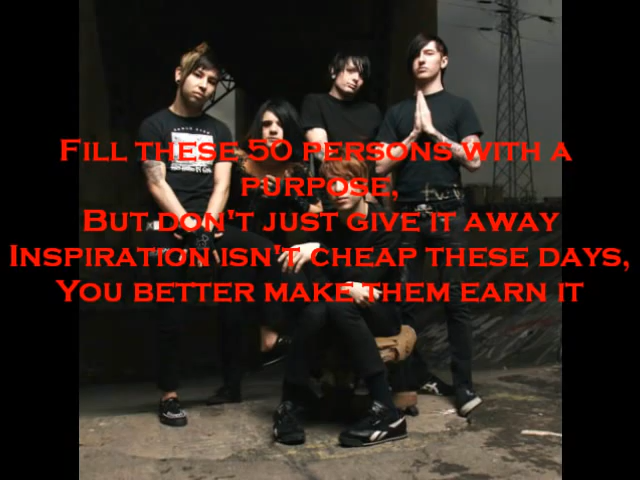 Fill these 50 persons with a
purpose,
But don't just give it away
Inspiration isn't cheap these days,
You better make them earn it